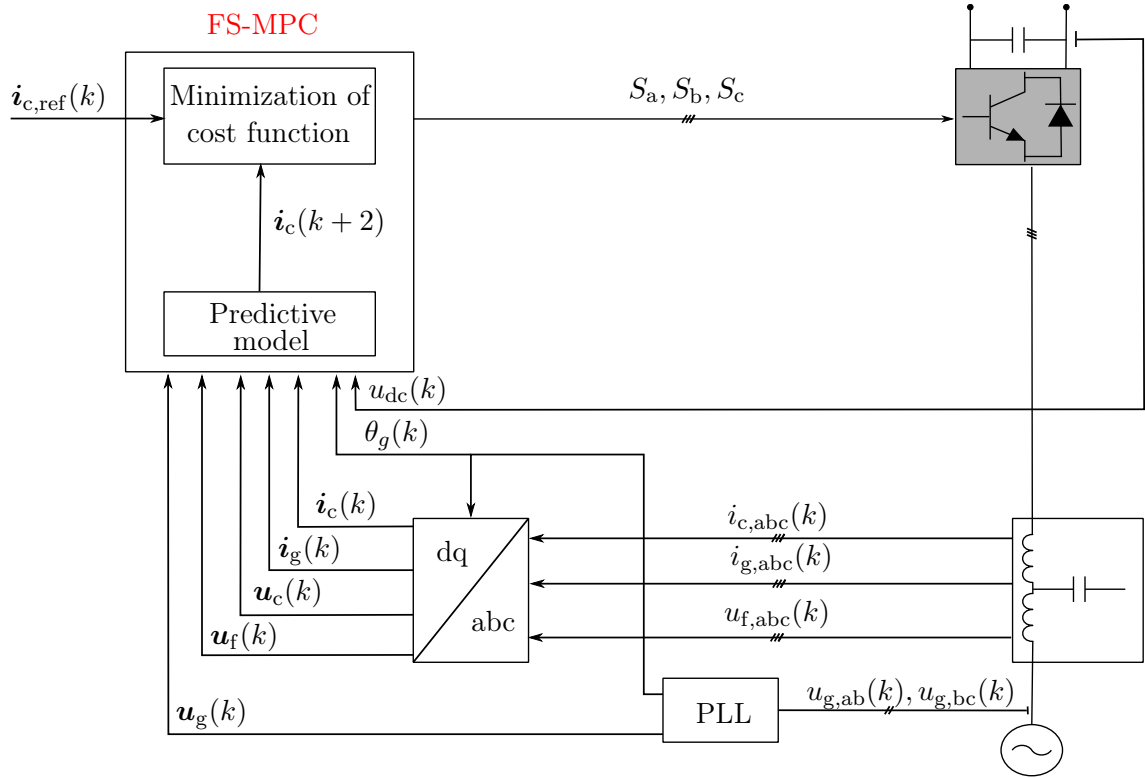 FS-MPC
i_c,ref(k)
Minimization of
cost function
S_a, S_b, S_c
i_c(k + 2)
Predictive
model
u_dc(k)
θ_g(k)
i_c(k)
i_g(k)
u_c(k)
u_f(k)
u_g(k)
dq
abc
i_c,abc(k)
i_g,abc(k)
u_f,abc(k)
PLL
u_g,ab(k), u_g,bc(k)